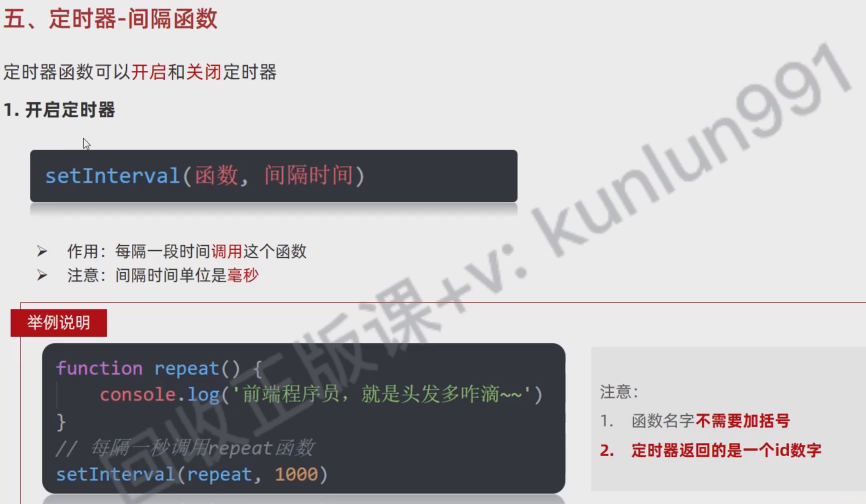 五、定时器-间隔函数
定时器函数可以开启和关闭定时器
1. 开启定时器
setInterval(函数, 间隔时间)
➢ 作用：每隔一段时间调用这个函数
➢ 注意：间隔时间单位是毫秒
举例说明
function repeat() {
console.log('前端程序员，就是头发多咋滴~~')
}
// 每隔一秒调用repeat函数
setInterval(repeat, 1000)
注意：
1. 函数名字不需要加括号
2. 定时器返回的是一个id数字
回收正版课+v: kunlun991